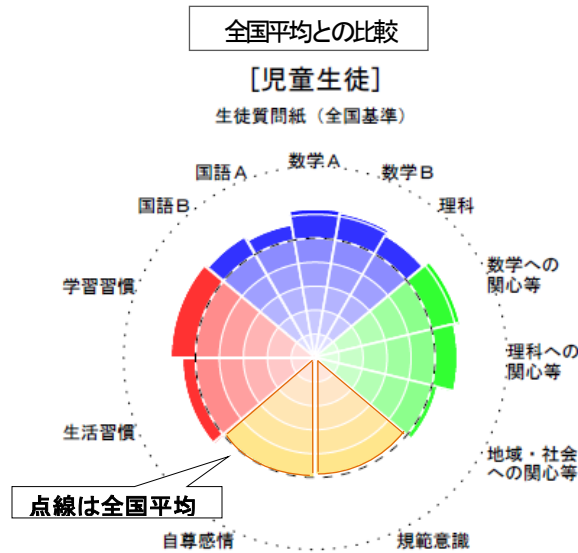 全国平均との比較
[児童生徒]
生徒質問紙（全国基準）
数学A
国語A
数学B
国語B
理科
学習習慣
数学への
関心等
理科への
関心等
生活習慣
地域・社会
への関心等
点線は全国平均
自尊感情
規範意識